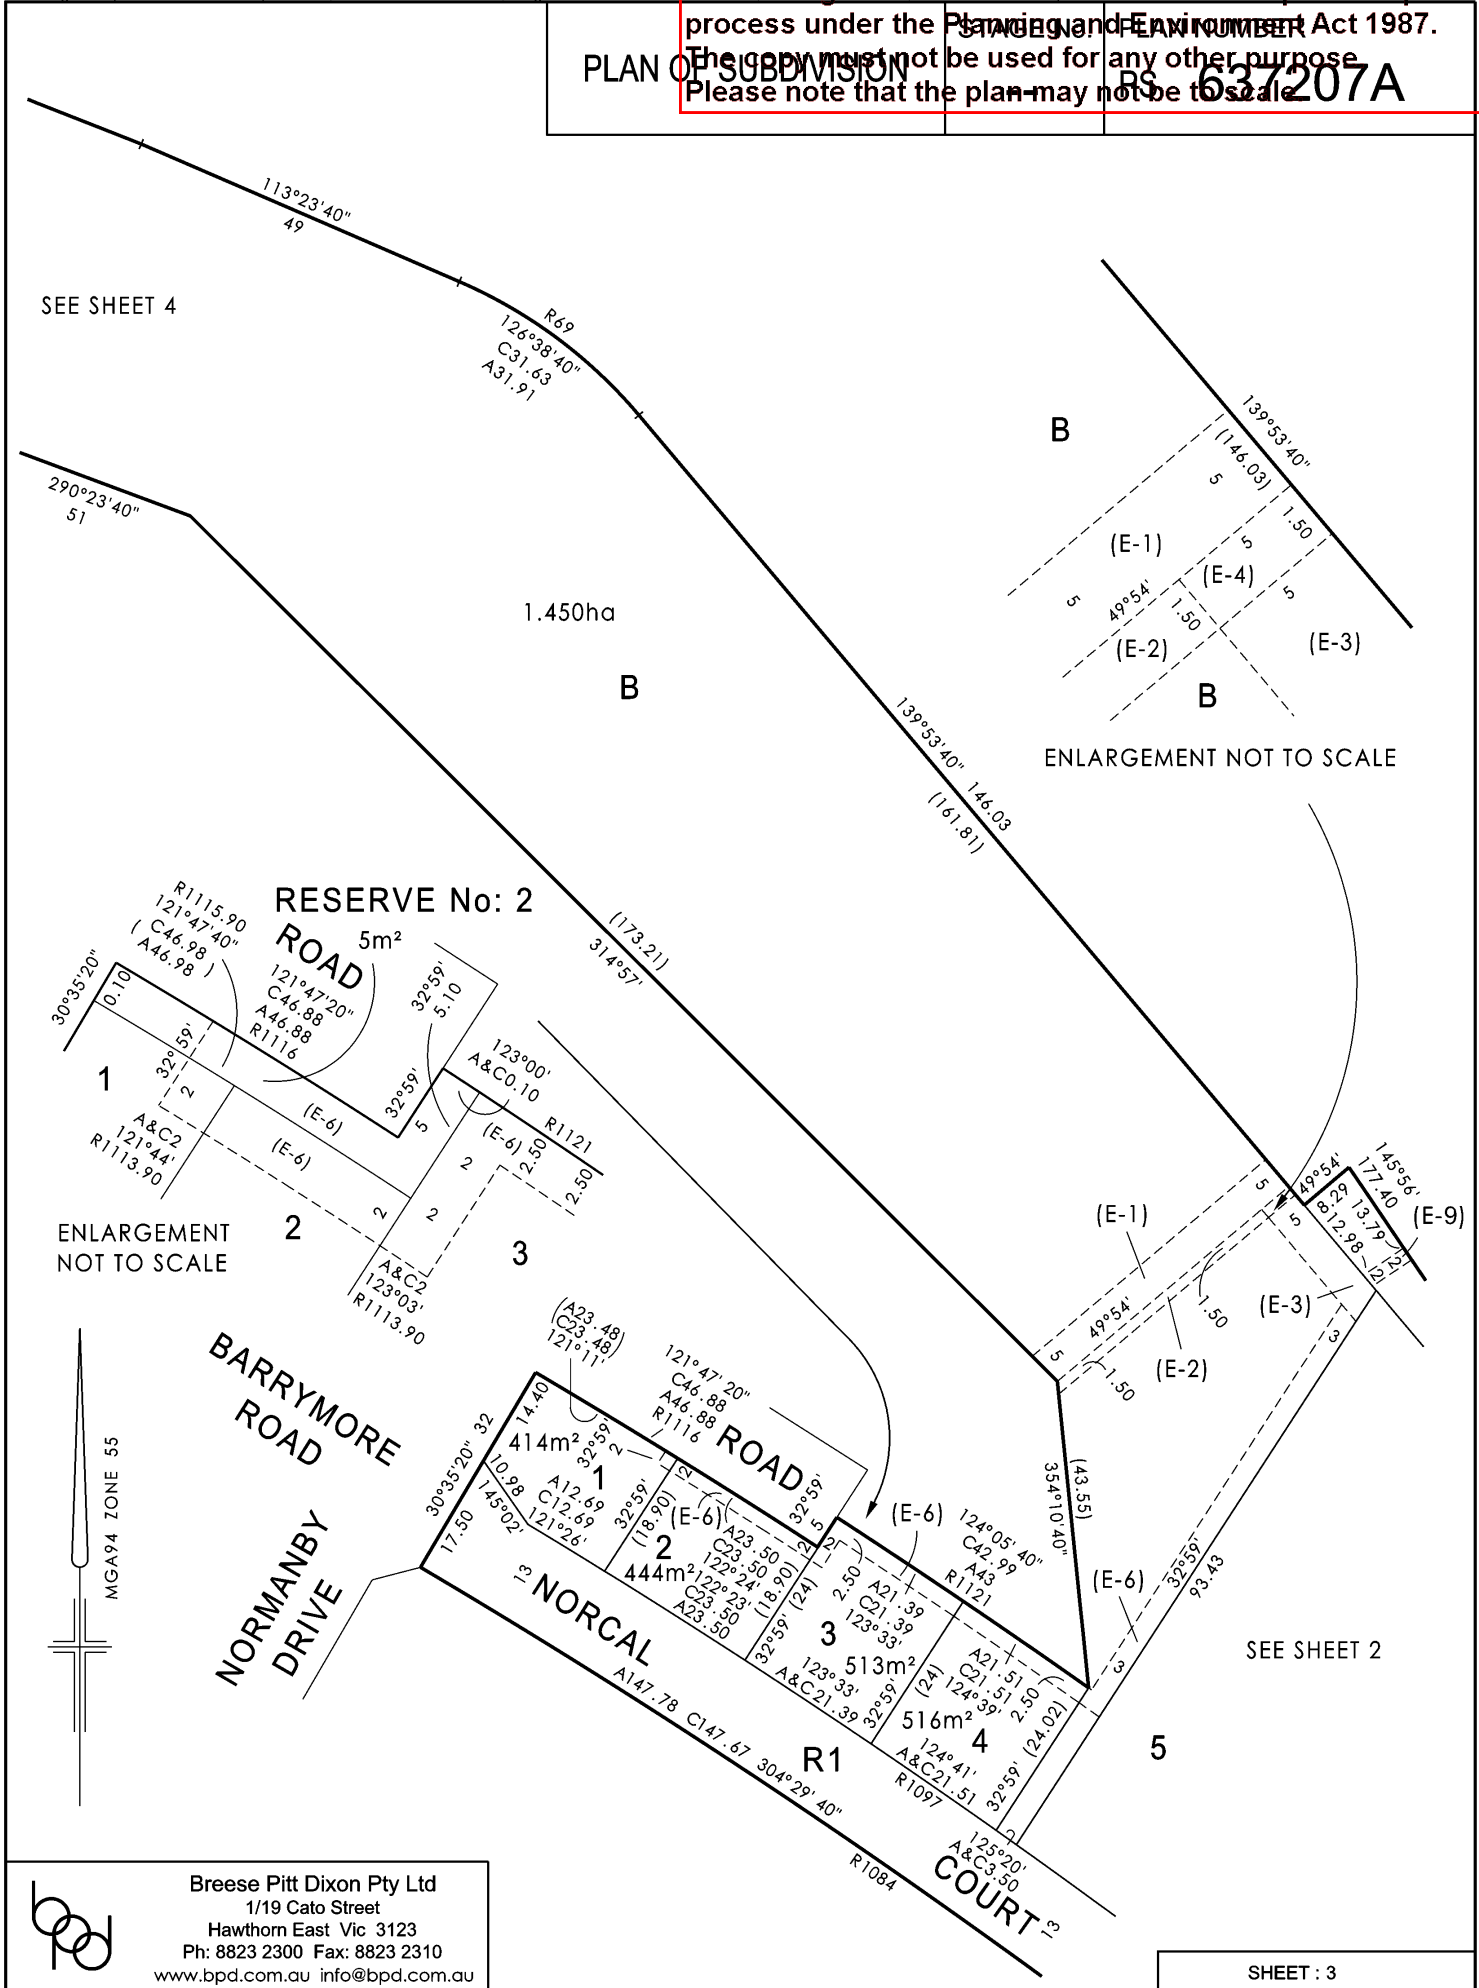 process under the Planning and Environment Act 1987.
The copy must not be used for any other purpose
Please note that the plan may not be to scale.
PLAN OF SUBDIVISION
STAGE No.
--
PLAN NUMBER
PS 637207A
113°23'40"
49
SEE SHEET 4
R69
126°38'40"
C31.63
A31.91
290°23'40"
51
1.450ha
B
139°53'40" 146.03
(161.81)
(173.21)
314°57'
B
139°53'40"
(146.03)
5
1.50
(E-1)
5
(E-4)
5
5
49°54'
1.50
(E-2)
(E-3)
B
ENLARGEMENT NOT TO SCALE
RESERVE No: 2
ROAD
5m²
R1115.90
121°47'40"
( C46.98 )
( A46.98 )
30°35'20"
0.10
121°47'20"
C46.88
A46.88
R1116
32°59'
5.10
32°59'
2
1
123°00'
A&C0.10
32°59'
5
R1121
(E-6)
(E-6)
(E-6)
2.50
2.50
2
A&C2
121°44'
R1113.90
2
2
2
3
A&C2
123°03'
R1113.90
ENLARGEMENT
NOT TO SCALE
MGA94 ZONE 55
BARRYMORE
ROAD
NORMANBY
DRIVE
(A23.48)
(C23.48)
121°11'
121°47'20"
C46.88
A46.88
R1116
ROAD
30°35'20" 32
14.40
17.50
10.98
145°02'
414m²
1
32°59'
2
A12.69
C12.69
121°26'
32°59'
(18.90)
2
(E-6)
2
444m²
A23.50
C23.50
122°24'
122°23'
C23.50
A23.50
(18.90)
2
32°59'
5
2
32°59' (24)
2.50
3
513m²
A21.39
C21.39
123°33'
123°33'
A&C21.39
(E-6)
124°05'40"
C42.99
A43
R1121
32°59'
(24)
A21.51
C21.51
124°39'
2.50
516m²
4
124°41'
A&C21.51
32°59'
(24.02)
R1097
13
NORCAL
COURT
13
A147.78 C147.67 304°29'40"
R1084
R1
2
125°20'
A&C3.50
354°10'40"
(43.55)
(E-1)
5
5
49°54'
1.50
1.50
(E-2)
5
49°54'
8.29
145°56'
177.40
13.79
12.98
2
2
(E-9)
(E-3)
3
(E-6)
32°59'
93.43
3
5
SEE SHEET 2
bpd
Breese Pitt Dixon Pty Ltd
1/19 Cato Street
Hawthorn East Vic 3123
Ph: 8823 2300 Fax: 8823 2310
www.bpd.com.au info@bpd.com.au
SHEET : 3